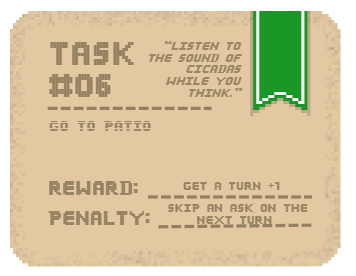 TASK
#06
"LISTEN TO
THE SOUND OF
CICADAS
WHILE YOU
THINK."
GO TO PATIO
REWARD: GET A TURN +1
PENALTY: SKIP AN ASK ON THE
NEXT TURN